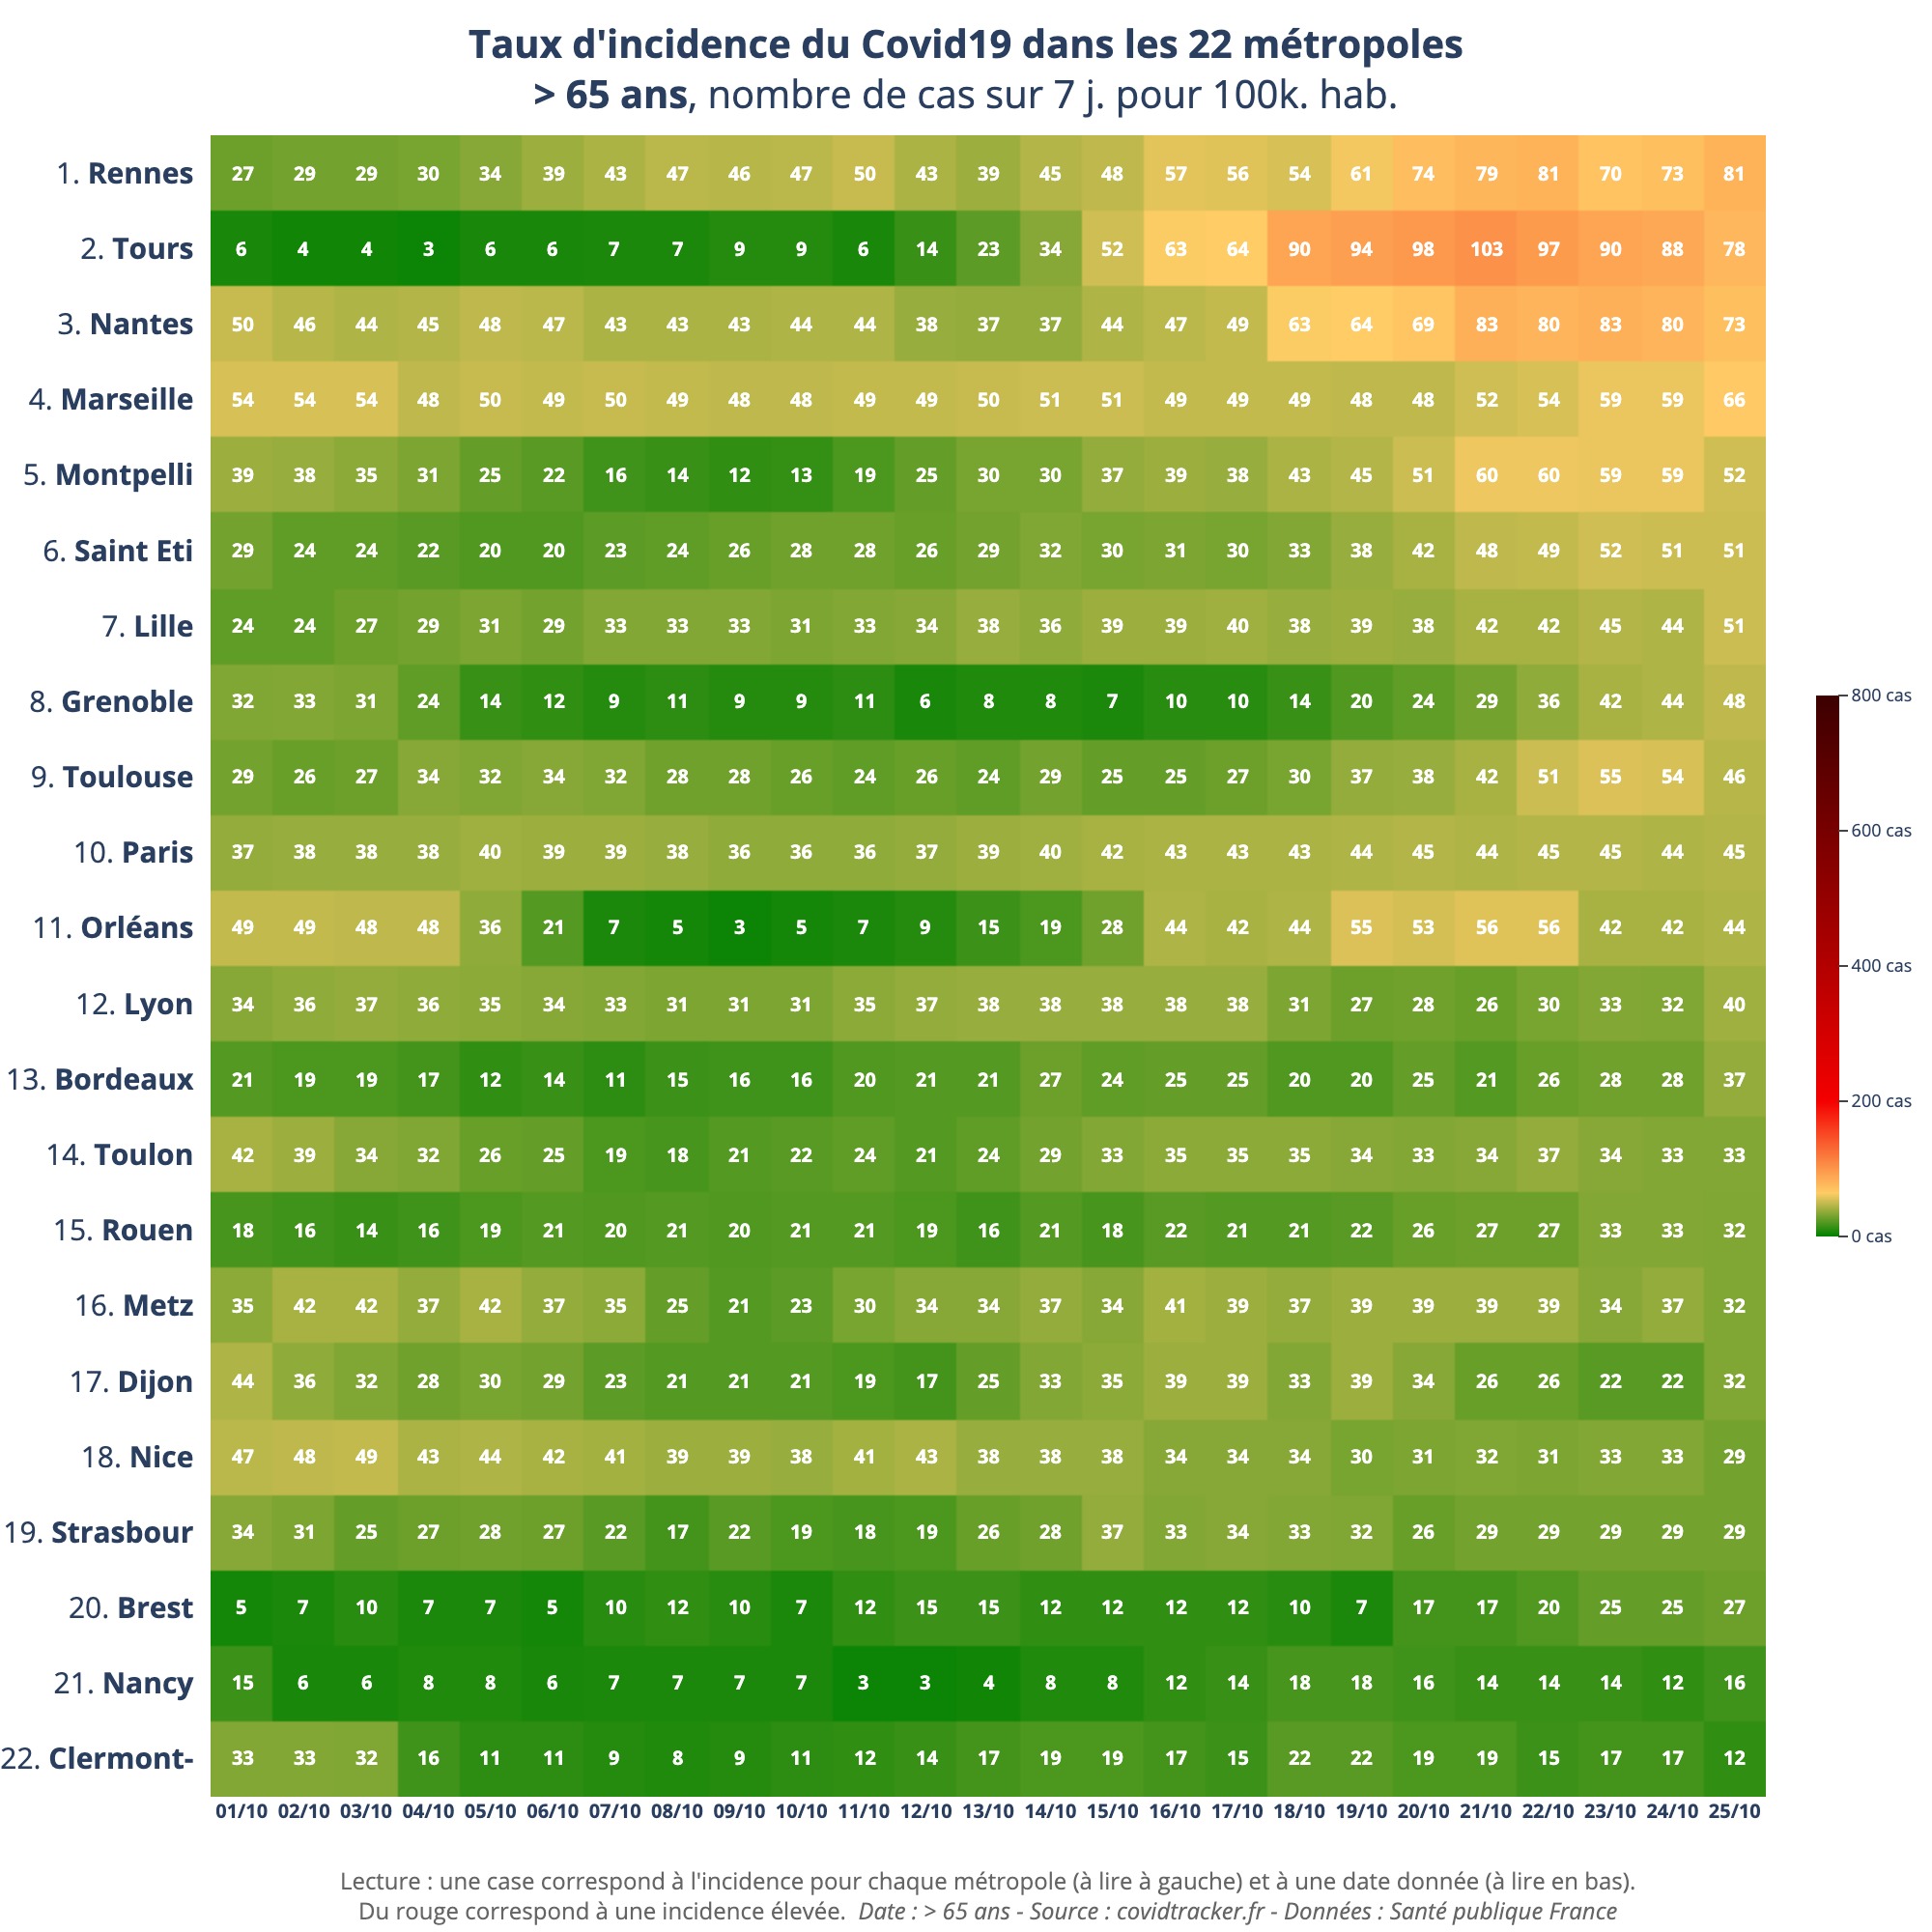 Taux d'incidence du Covid19 dans les 22 métropoles
> 65 ans, nombre de cas sur 7 j. pour 100k. hab.
1. Rennes 27 29 29 30 34 39 43 47 46 47 50 43 39 45 48 57 56 54 61 74 79 81 70 73 81
2. Tours 6 4 4 3 6 6 7 7 9 9 6 14 23 34 52 63 64 90 94 98 103 97 90 88 78
3. Nantes 50 46 44 45 48 47 43 43 43 44 44 38 37 37 44 47 49 63 64 69 83 80 83 80 73
4. Marseille 54 54 54 48 50 49 50 49 48 48 49 49 50 51 51 49 49 49 48 48 52 54 59 59 66
5. Montpelli 39 38 35 31 25 22 16 14 12 13 19 25 30 30 37 39 38 43 45 51 60 60 59 59 52
6. Saint Eti 29 24 24 22 20 20 23 24 26 28 28 26 29 32 30 31 30 33 38 42 48 49 52 51 51
7. Lille 24 24 27 29 31 29 33 33 33 31 33 34 38 36 39 39 40 38 39 38 42 42 45 44 51
8. Grenoble 32 33 31 24 14 12 9 11 9 9 11 6 8 8 7 10 10 14 20 24 29 36 42 44 48
800 cas
9. Toulouse 29 26 27 34 32 34 32 28 28 26 24 26 24 29 25 25 27 30 37 38 42 51 55 54 46
600 cas
10. Paris 37 38 38 38 40 39 39 38 36 36 36 37 39 40 42 43 43 43 44 45 44 45 45 44 45
11. Orléans 49 49 48 48 36 21 7 5 3 5 7 9 15 19 28 44 42 44 55 53 56 56 42 42 44
400 cas
12. Lyon 34 36 37 36 35 34 33 31 31 31 35 37 38 38 38 38 38 31 27 28 26 30 33 32 40
13. Bordeaux 21 19 19 17 12 14 11 15 16 16 20 21 21 27 24 25 25 20 20 25 21 26 28 28 37
200 cas
14. Toulon 42 39 34 32 26 25 19 18 21 22 24 21 24 29 33 35 35 35 34 33 34 37 34 33 33
15. Rouen 18 16 14 16 19 21 20 21 20 21 21 19 16 21 18 22 21 21 22 26 27 27 33 33 32
0 cas
16. Metz 35 42 42 37 42 37 35 25 21 23 30 34 34 37 34 41 39 37 39 39 39 39 34 37 32
17. Dijon 44 36 32 28 30 29 23 21 21 21 19 17 25 33 35 39 39 33 39 34 26 26 22 22 32
18. Nice 47 48 49 43 44 42 41 39 39 38 41 43 38 38 38 34 34 34 30 31 32 31 33 33 29
19. Strasbour 34 31 25 27 28 27 22 17 22 19 18 19 26 28 37 33 34 33 32 26 29 29 29 29 29
20. Brest 5 7 10 7 7 5 10 12 10 7 12 15 15 12 12 12 12 10 7 17 17 20 25 25 27
21. Nancy 15 6 6 8 8 6 7 7 7 7 3 3 4 8 8 12 14 18 18 16 14 14 14 12 16
22. Clermont- 33 33 32 16 11 11 9 8 9 11 12 14 17 19 19 17 15 22 22 19 19 15 17 17 12
01/10 02/10 03/10 04/10 05/10 06/10 07/10 08/10 09/10 10/10 11/10 12/10 13/10 14/10 15/10 16/10 17/10 18/10 19/10 20/10 21/10 22/10 23/10 24/10 25/10
Lecture : une case correspond à l'incidence pour chaque métropole (à lire à gauche) et à une date donnée (à lire en bas).
Du rouge correspond à une incidence élevée. Date : > 65 ans - Source : covidtracker.fr - Données : Santé publique France